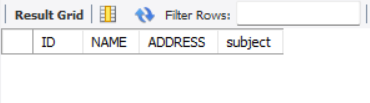 Result Grid Filter Rows:
ID NAME ADDRESS subject